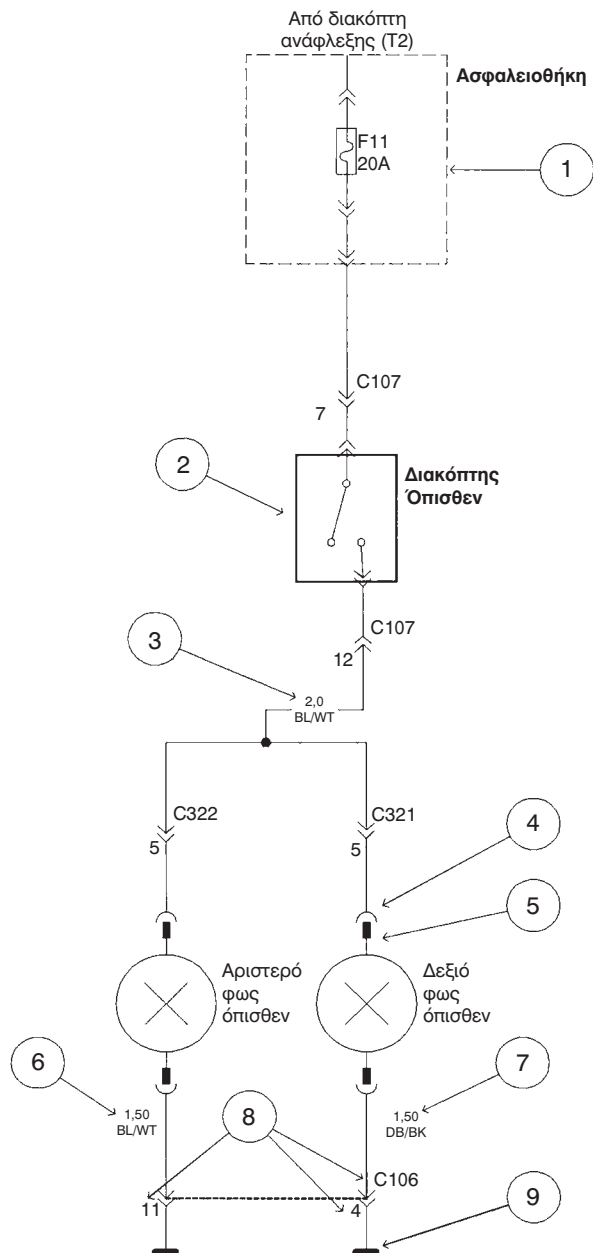 Από διακόπτη
ανάφλεξης (T2)
Ασφαλειοθήκη
F11
20A
1
C107
7
2
Διακόπτης
Όπισθεν
3
C107
12
2,0
BL/WT
C322
C321
5
5
4
5
Αριστερό
φως
όπισθεν
Δεξιό
φως
όπισθεν
6
7
1,50
BL/WT
8
1,50
DB/BK
C106
11
4
9